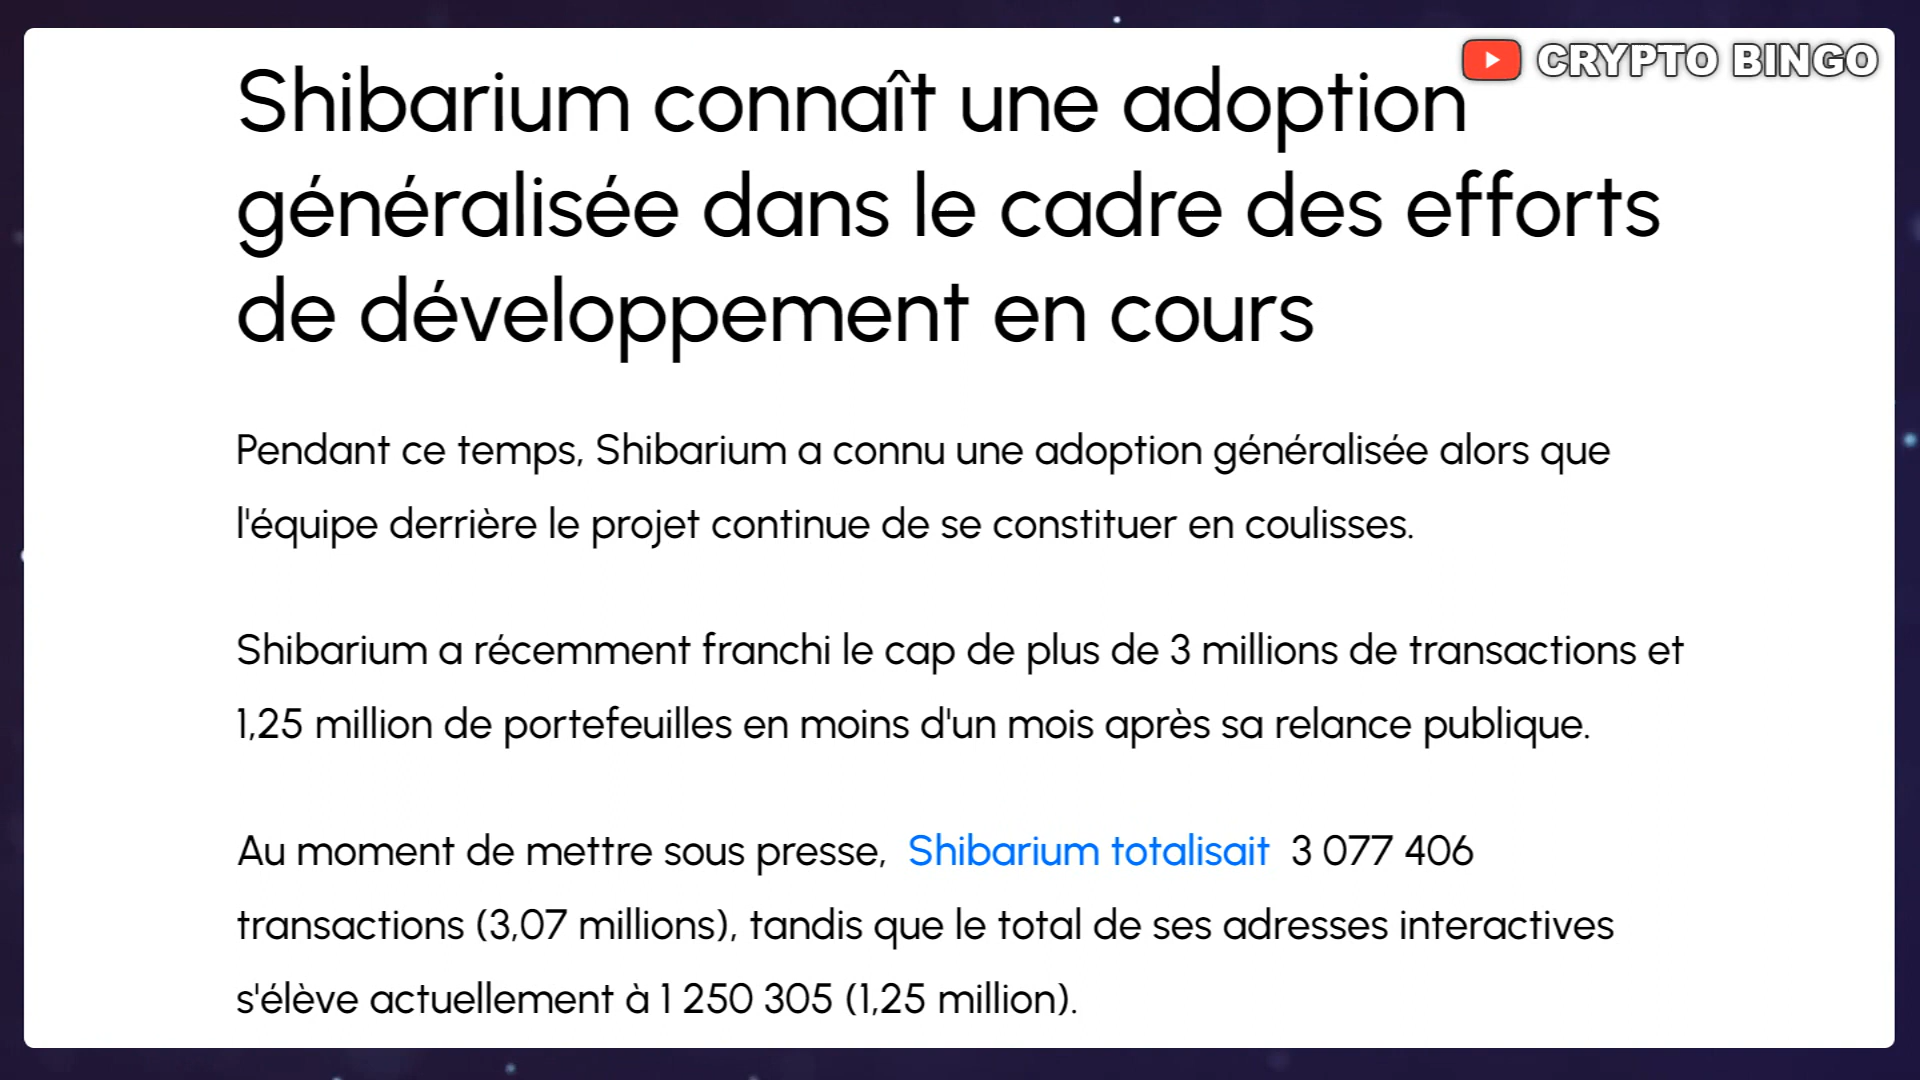 CRYPTO BINGO
Shibarium connaît une adoption
généralisée dans le cadre des efforts
de développement en cours
Pendant ce temps, Shibarium a connu une adoption généralisée alors que
l'équipe derrière le projet continue de se constituer en coulisses.
Shibarium a récemment franchi le cap de plus de 3 millions de transactions et
1,25 million de portefeuilles en moins d'un mois après sa relance publique.
Au moment de mettre sous presse, Shibarium totalisait 3 077 406
transactions (3,07 millions), tandis que le total de ses adresses interactives
s'élève actuellement à 1 250 305 (1,25 million).